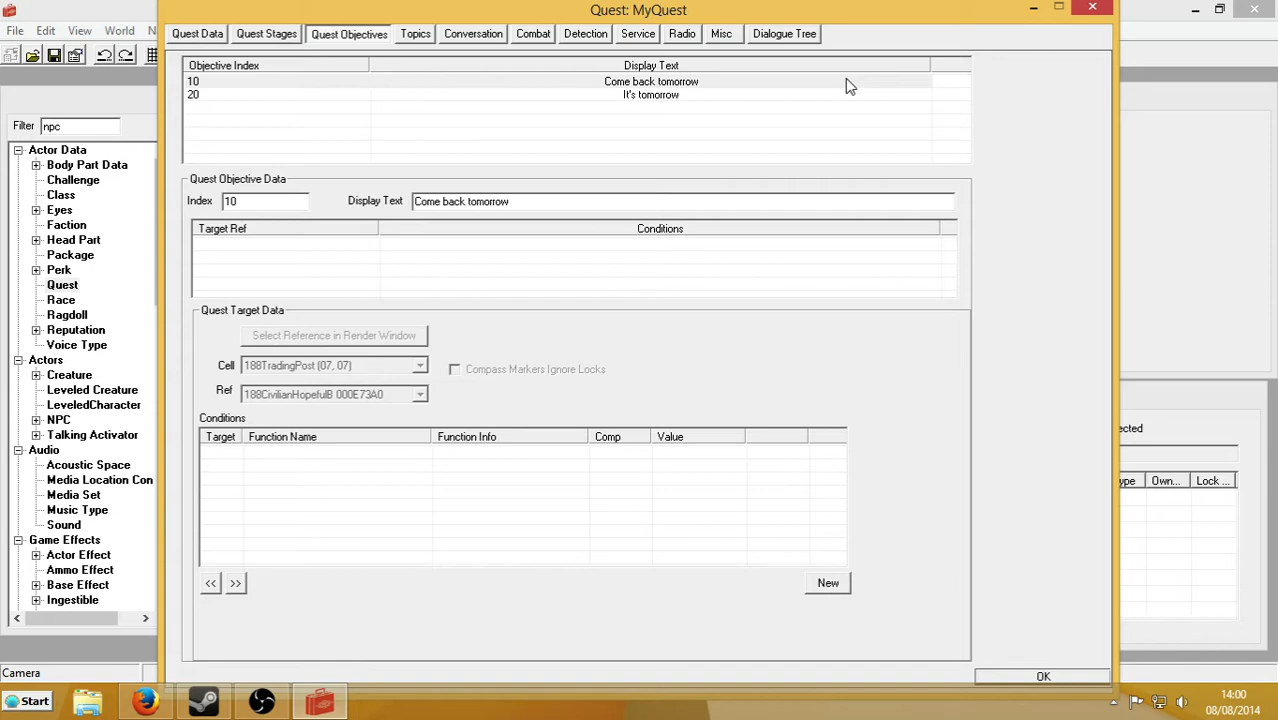 Quest: MyQuest
File Edit View World N
Quest Data Quest Stages Quest Objectives Topics Conversation Combat Detection Service Radio Misc Dialogue Tree
Objective Index Display Text
10 Come back tomorrow
20 It's tomorrow
Filter npc
Actor Data
Body Part Data
Challenge
Class
Eyes
Faction
Head Part
Package
Perk
Quest
Race
Ragdoll
Reputation
Voice Type
Actors
Creature
Leveled Creature
LeveledCharacter
NPC
Talking Activator
Audio
Acoustic Space
Media Location Con
Media Set
Music Type
Sound
Game Effects
Actor Effect
Ammo Effect
Base Effect
Ingestible
Quest Objective Data
Index 10 Display Text Come back tomorrow
Target Ref Conditions
Quest Target Data
Select Reference in Render Window
Cell 188TradingPost (07, 07) Compass Markers Ignore Locks
Ref 188CivilianHopefulB 000E73A0
Conditions
Target Function Name Function Info Comp Value
<< >> New
ected
ype Own... Lock ...
OK
Camera
Start
14:00
08/08/2014